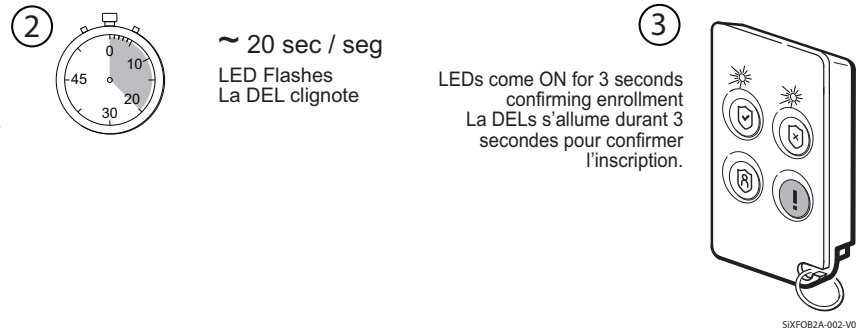 2
0
10
20
30
45
~ 20 sec / seg
LED Flashes
La DEL clignote
3
LEDs come ON for 3 seconds
confirming enrollment
La DELs s’allume durant 3
secondes pour confirmer
l’inscription.
!
SiXFOB2A-002-V0